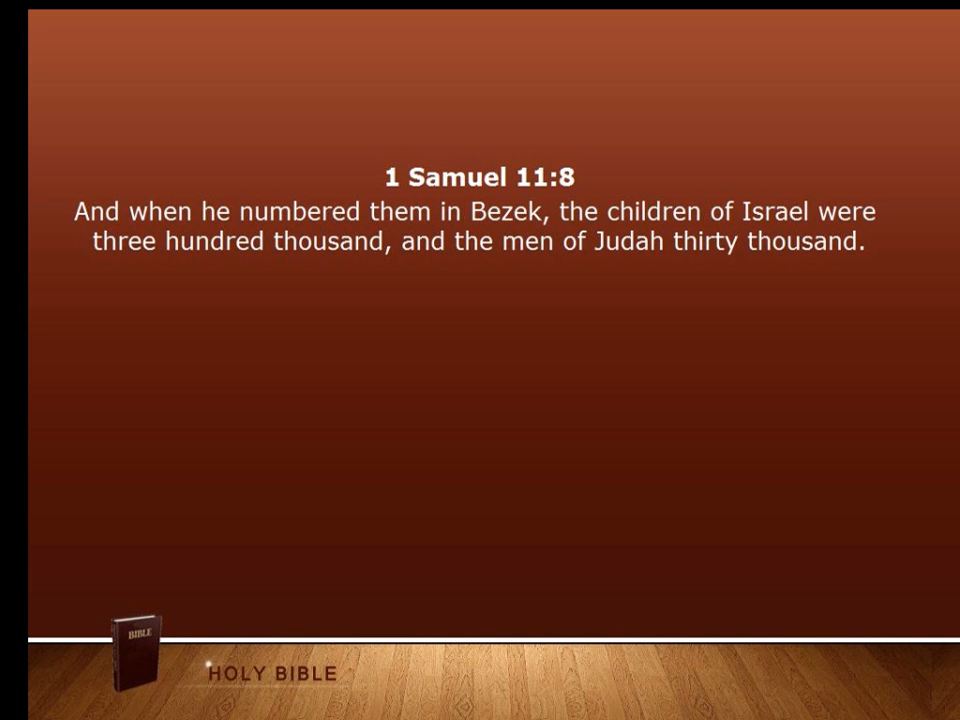 1 Samuel 11:8
And when he numbered them in Bezek, the children of Israel were
three hundred thousand, and the men of Judah thirty thousand.
BIBLE
HOLY BIBLE